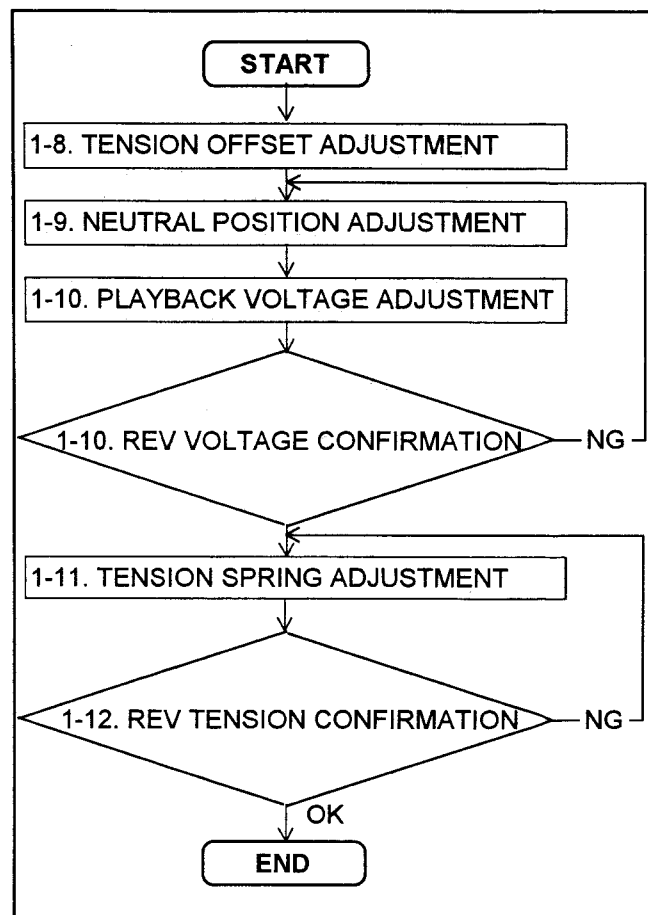 START
1-8. TENSION OFFSET ADJUSTMENT
1-9. NEUTRAL POSITION ADJUSTMENT
1-10. PLAYBACK VOLTAGE ADJUSTMENT
1-10. REV VOLTAGE CONFIRMATION
NG
1-11. TENSION SPRING ADJUSTMENT
1-12. REV TENSION CONFIRMATION
NG
OK
END